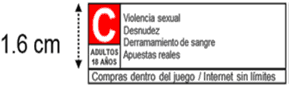 1.6 cm
C
ADULTOS
18 AÑOS
Violencia sexual
Desnudez
Derramamiento de sangre
Apuestas reales
Compras dentro del juego / Internet sin límites